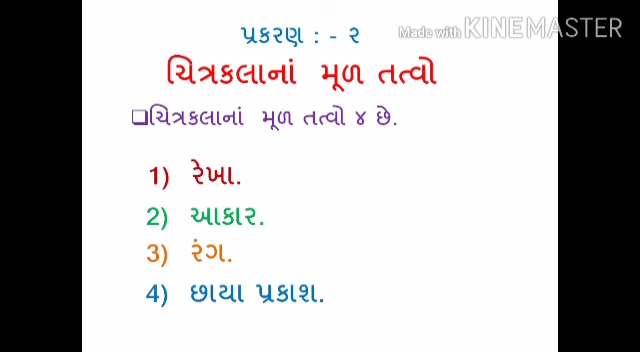 પ્રકરણ : - ૨
Made with KINEMASTER
ચિત્રકલાનાં મૂળ તત્વો
❑ચિત્રકલાનાં મૂળ તત્વો ૪ છે.
1) રેખા.
2) આકાર.
3) રંગ.
4) છાયા પ્રકાશ.